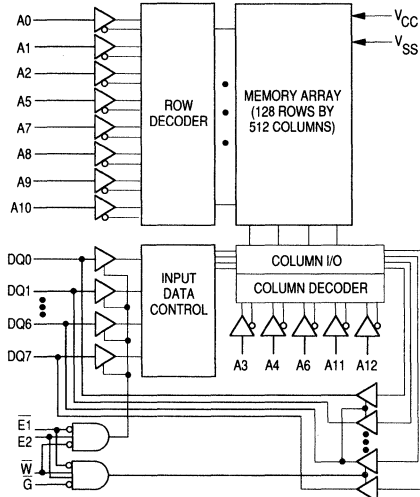 A0
A1
A2
A5
A7
A8
A9
A10
ROW
DECODER
MEMORY ARRAY
(128 ROWS BY
512 COLUMNS)
VCC
VSS
DQ0
DQ1
DQ6
DQ7
INPUT
DATA
CONTROL
COLUMN I/O
COLUMN DECODER
A3 A4 A6 A11 A12
E1
E2
W
G